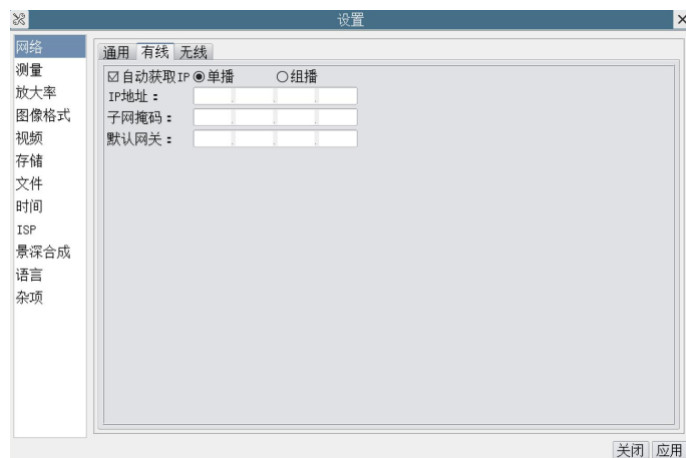 设置
网络
测量
放大率
图像格式
视频
存储
文件
时间
ISP
景深合成
语言
杂项
通用 有线 无线
自动获取IP 单播 组播
IP地址：
子网掩码：
默认网关：
关闭 应用